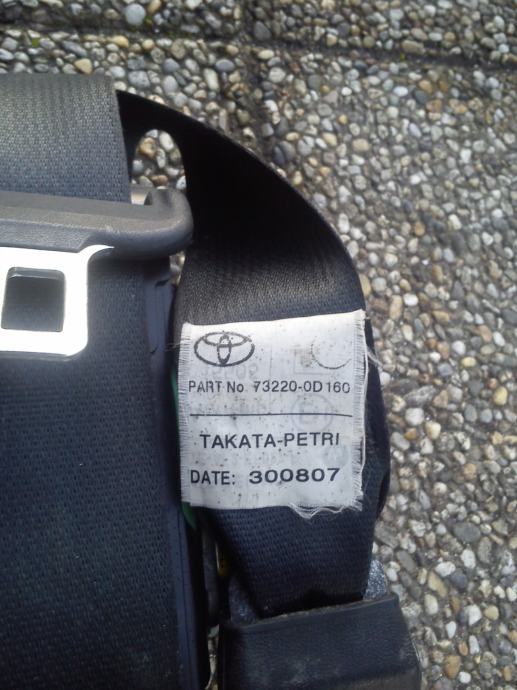 PART No. 73220-0D160
TAKATA-PETRI
DATE: 300807